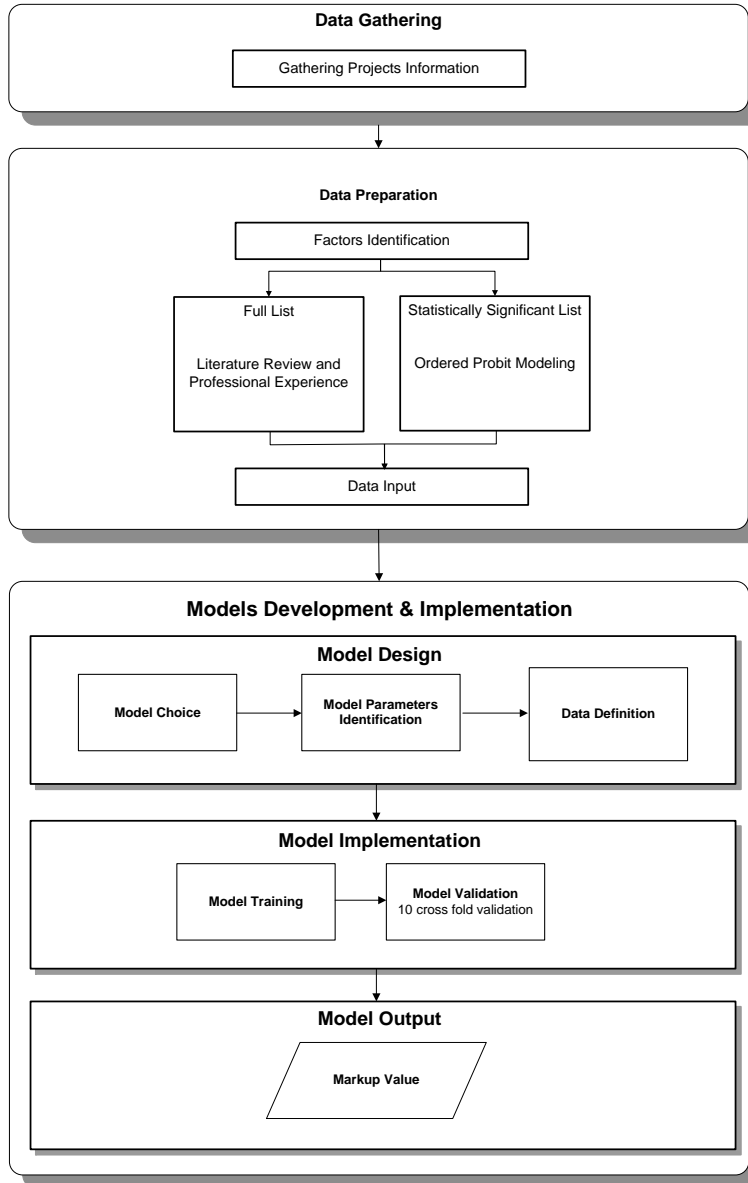 Data Gathering
Gathering Projects Information
Data Preparation
Factors Identification
Full List
Literature Review and
Professional Experience
Statistically Significant List
Ordered Probit Modeling
Data Input
Models Development & Implementation
Model Design
Model Choice
Model Parameters
Identification
Data Definition
Model Implementation
Model Training
Model Validation
10 cross fold validation
Model Output
Markup Value